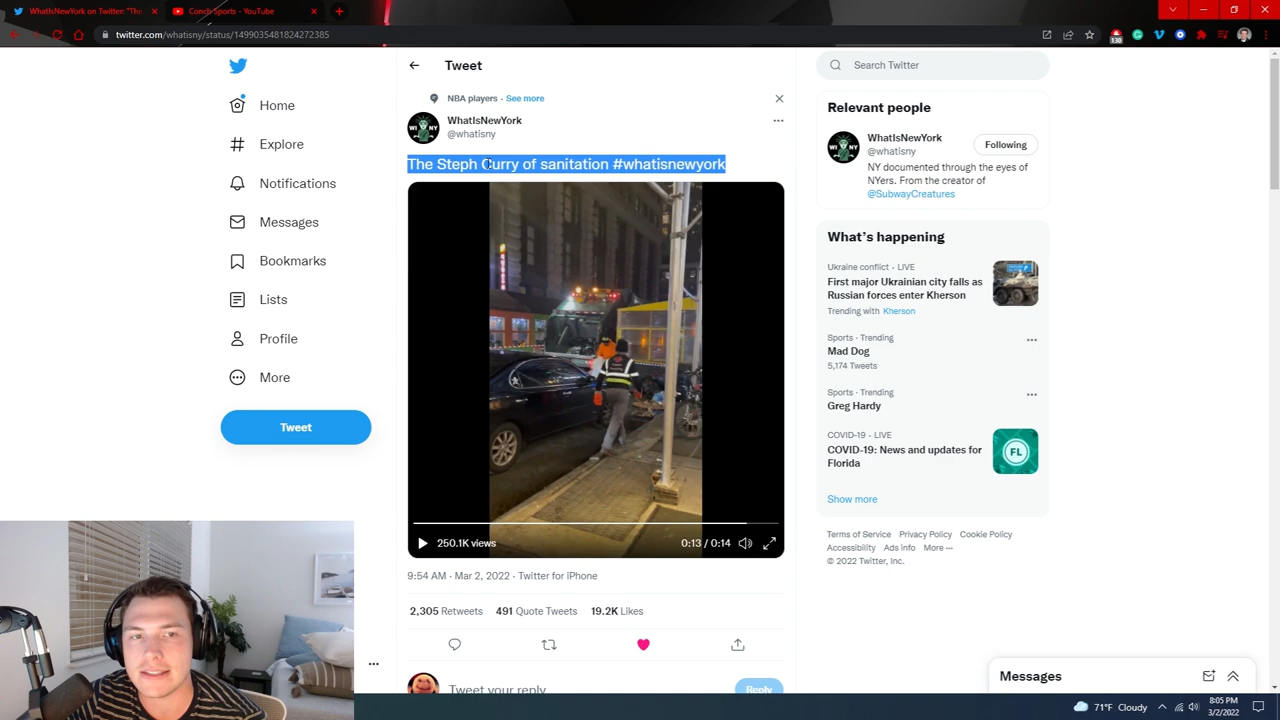 WhatIsNewYork on Twitter: "The
Conch Sports - YouTube
twitter.com/whatisny/status/1499035481824272385
130
Home
Explore
Notifications
Messages
Bookmarks
Lists
Profile
More
Tweet
Tweet
NBA players · See more
WI NY
WhatIsNewYork
@whatisny
The Steph Curry of sanitation #whatisnewyork
250.1K views
0:13 / 0:14
9:54 AM · Mar 2, 2022 · Twitter for iPhone
2,305 Retweets 491 Quote Tweets 19.2K Likes
Tweet your reply
Reply
Search Twitter
Relevant people
WI NY
WhatIsNewYork
@whatisny
Following
NY documented through the eyes of
NYers. From the creator of
@SubwayCreatures
What's happening
Ukraine conflict · LIVE
First major Ukrainian city falls as
Russian forces enter Kherson
Trending with Kherson
Sports · Trending
Mad Dog
5,174 Tweets
Sports · Trending
Greg Hardy
COVID-19 · LIVE
COVID-19: News and updates for
Florida
FL
Show more
Terms of Service Privacy Policy Cookie Policy
Accessibility Ads info More ···
© 2022 Twitter, Inc.
Messages
71°F Cloudy
8:05 PM
3/2/2022